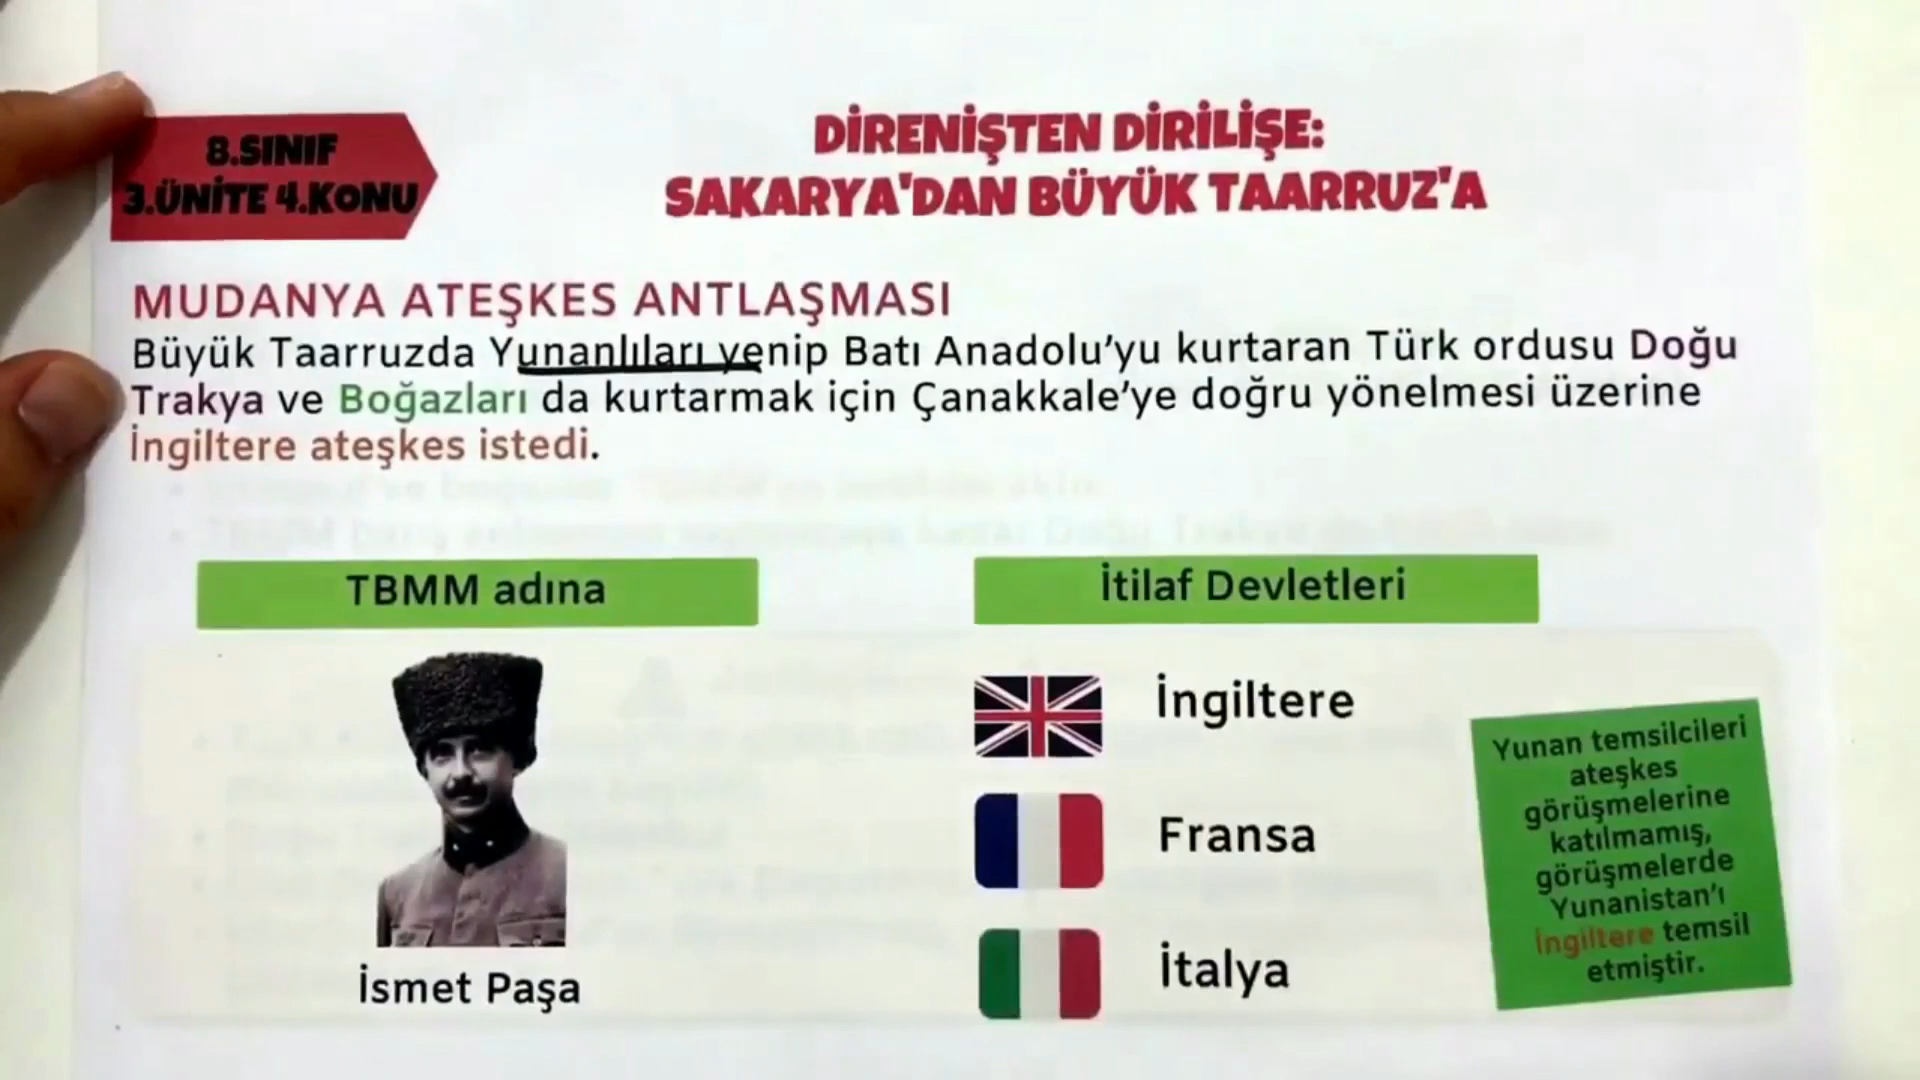 8.SINIF
3.ÜNİTE 4.KONU
DİRENİŞTEN DİRİLİŞE:
SAKARYA'DAN BÜYÜK TAARRUZ'A
MUDANYA ATEŞKES ANTLAŞMASI
Büyük Taarruzda Yunanlıları yenip Batı Anadolu’yu kurtaran Türk ordusu Doğu
Trakya ve Boğazları da kurtarmak için Çanakkale’ye doğru yönelmesi üzerine
İngiltere ateşkes istedi.
TBMM adına
İsmet Paşa
İtilaf Devletleri
İngiltere
Fransa
İtalya
Yunan temsilcileri
ateşkes
görüşmelerine
katılmamış,
görüşmelerde
Yunanistan’ı
İngiltere temsil
etmiştir.